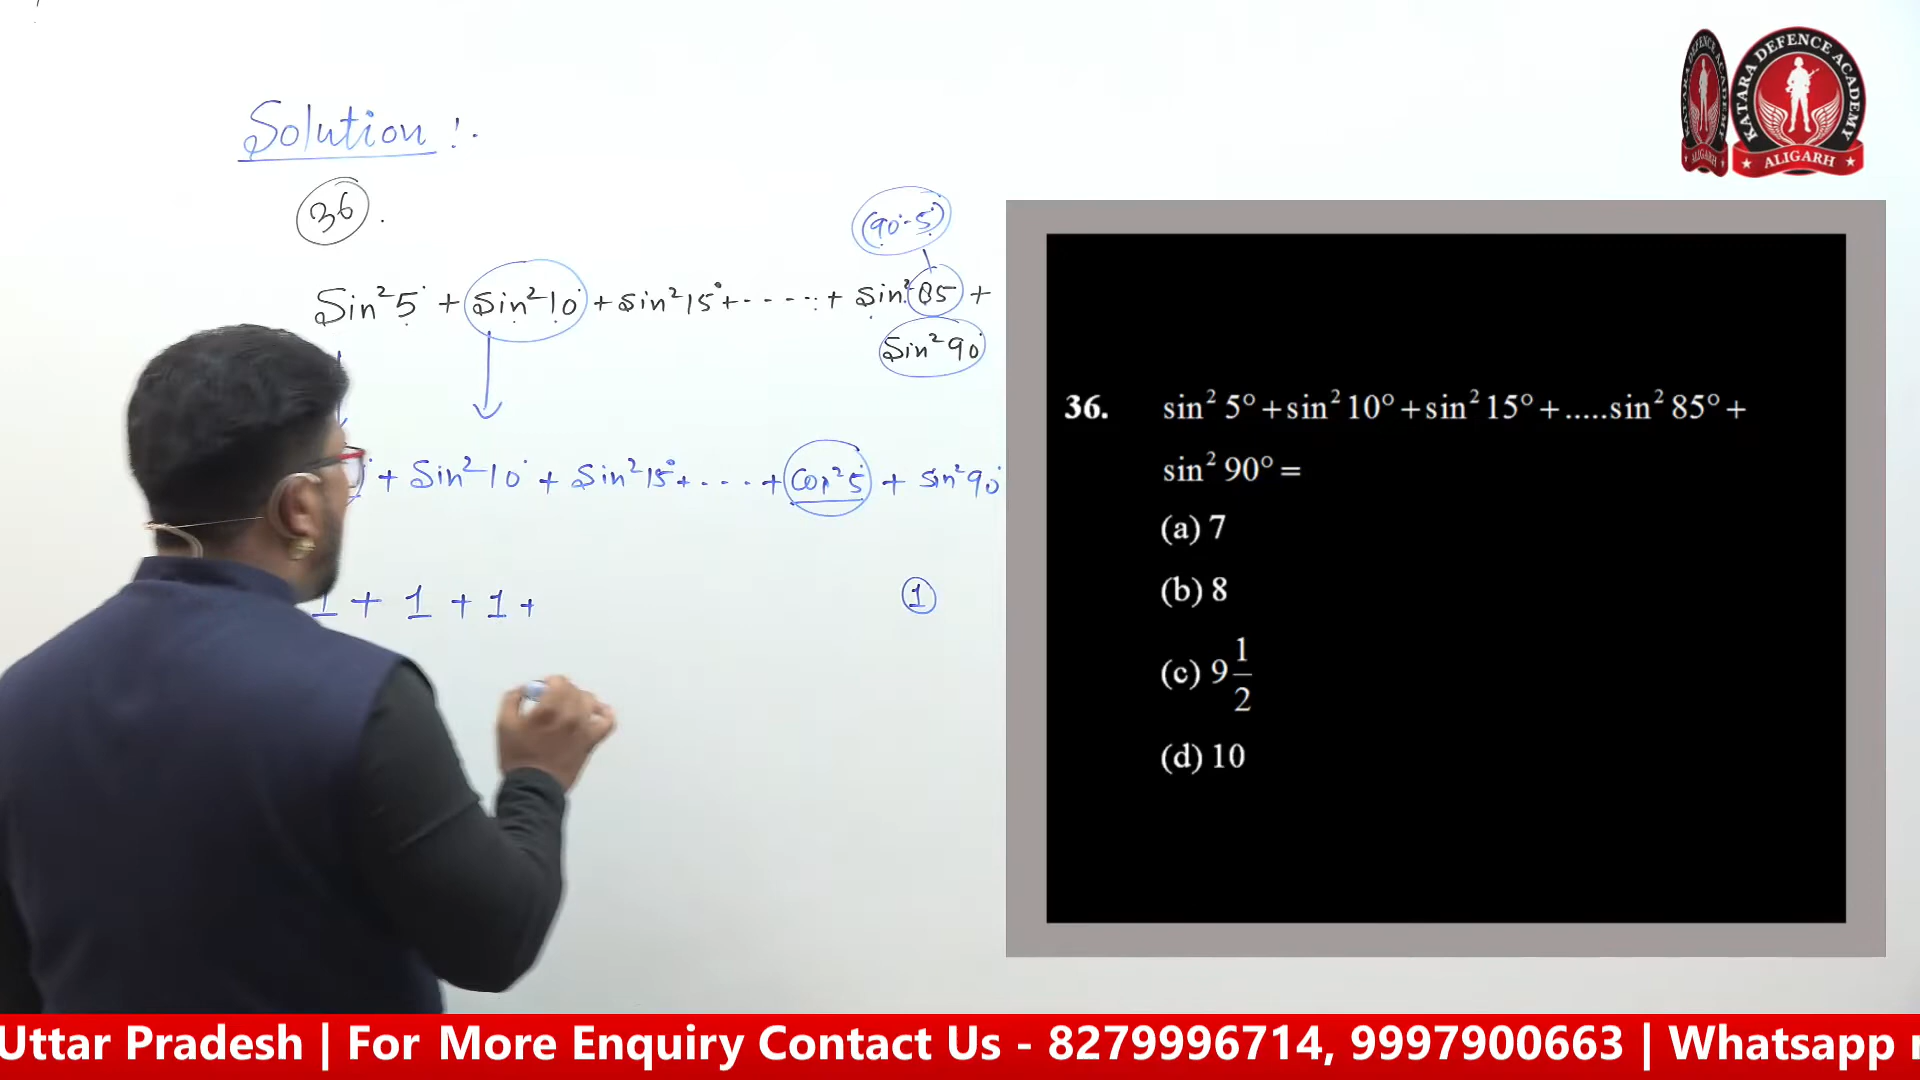 Solution :-
36.
(90°-5°)
Sin²5° + Sin²10° + sin²15° + ..... + sin²85 +
Sin²90°
+ Sin²10° + Sin²15° + .... + cos²5° + sin²90°
1 + 1 + 1 +
1
KATARA DEFENCE ACADEMY
ALIGARH
36. sin² 5° + sin² 10° + sin² 15° + .....sin² 85° +
sin² 90° =
(a) 7
(b) 8
(c) 9 1/2
(d) 10
Uttar Pradesh | For More Enquiry Contact Us - 8279996714, 9997900663 | Whatsapp